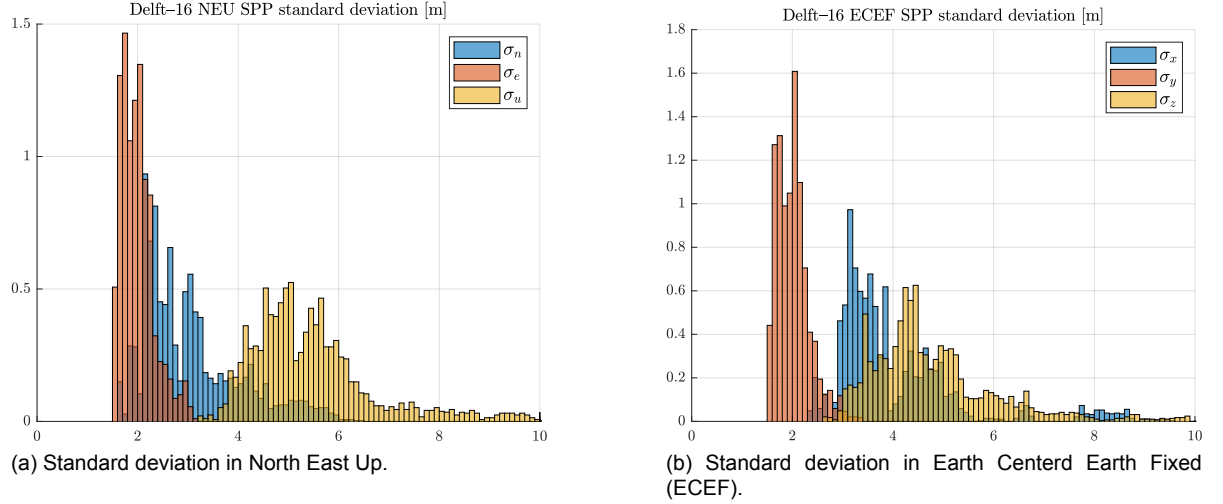 Delft–16 NEU SPP standard deviation [m]
1.5
1
0.5
0
0
2
4
6
8
10
σn
σe
σu
(a) Standard deviation in North East Up.
Delft–16 ECEF SPP standard deviation [m]
1.8
1.6
1.4
1.2
1
0.8
0.6
0.4
0.2
0
0
2
4
6
8
10
σx
σy
σz
(b) Standard deviation in Earth Centerd Earth Fixed
(ECEF).